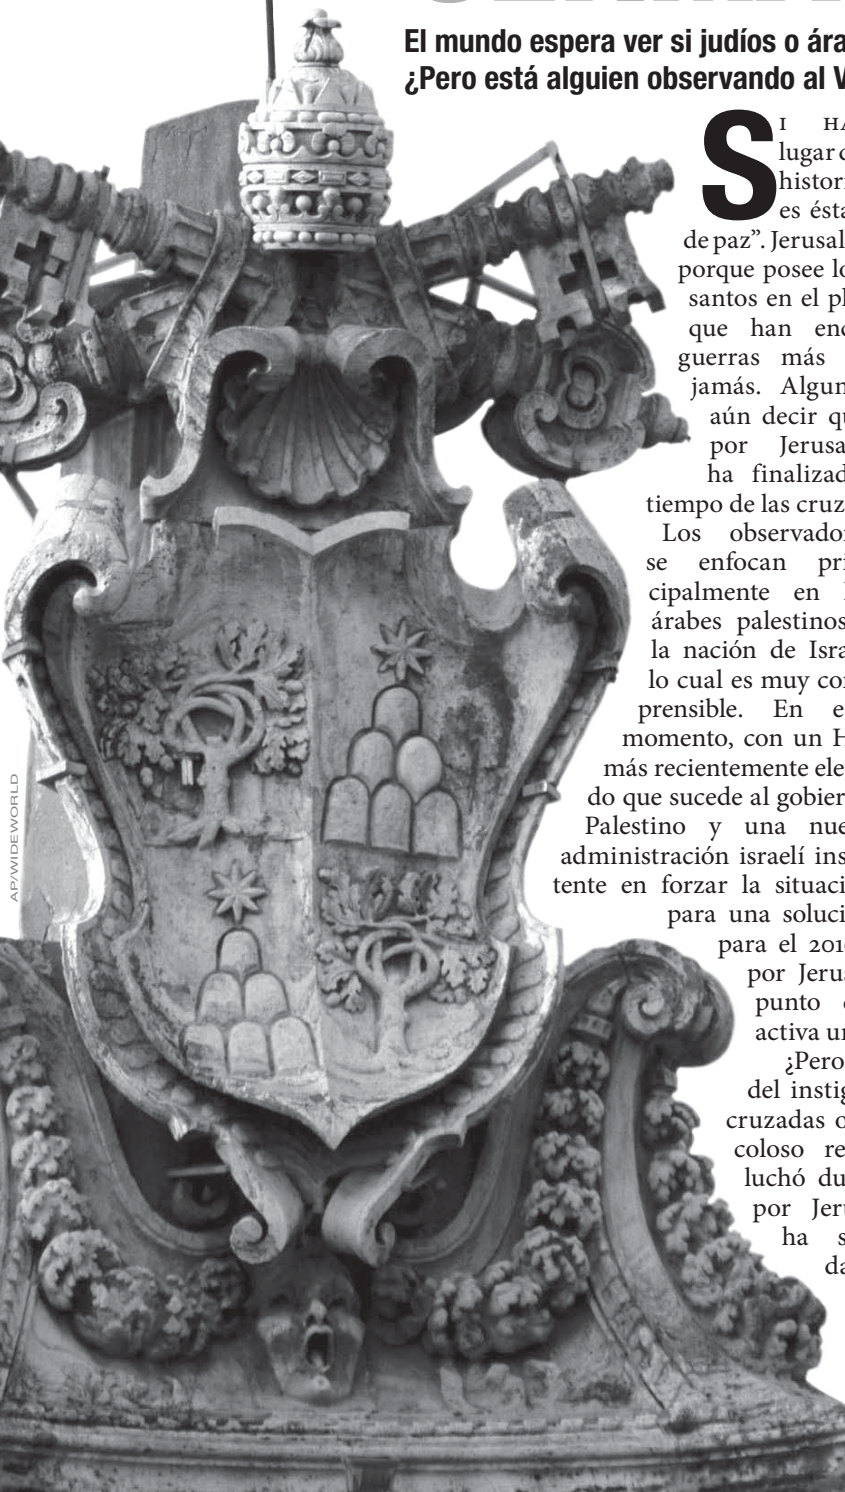 El mundo espera ver si judíos o ára
¿Pero está alguien observando al V
SI HA
lugar d
histori
es ésta
de paz”. Jerusal
porque posee lo
santos en el pl
que han enc
guerras más
jamás. Algun
aún decir qu
por Jerusa
ha finalizad
tiempo de las cruz
Los observador
se enfocan pri
cipalmente en l
árabes palestinos
la nación de Isra
lo cual es muy co
prensible. En e
momento, con un H
más recientemente ele
do que sucede al gobier
Palestino y una nue
administración israelí ins
tente en forzar la situaci
para una soluci
para el 201
por Jerus
punto
activa un
¿Pero
del instig
cruzadas o
coloso re
luchó du
por Jeru
ha s
da
AP/WIDEWORLD